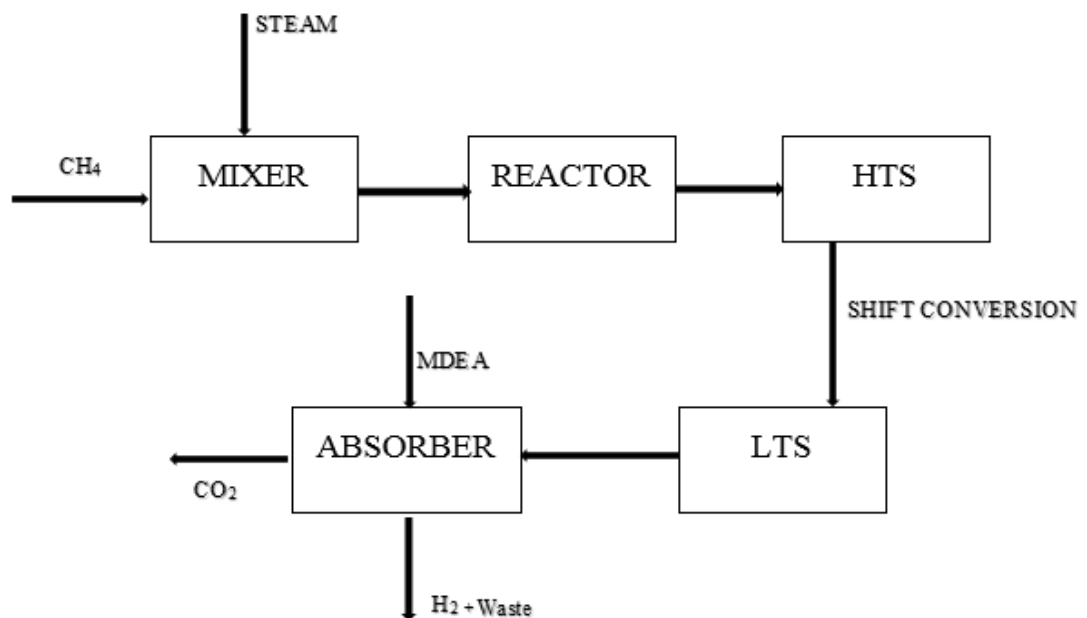 STEAM
CH₄
MIXER
REACTOR
HTS
SHIFT CONVERSION
MDEA
ABSORBER
LTS
CO₂
H₂ + Waste